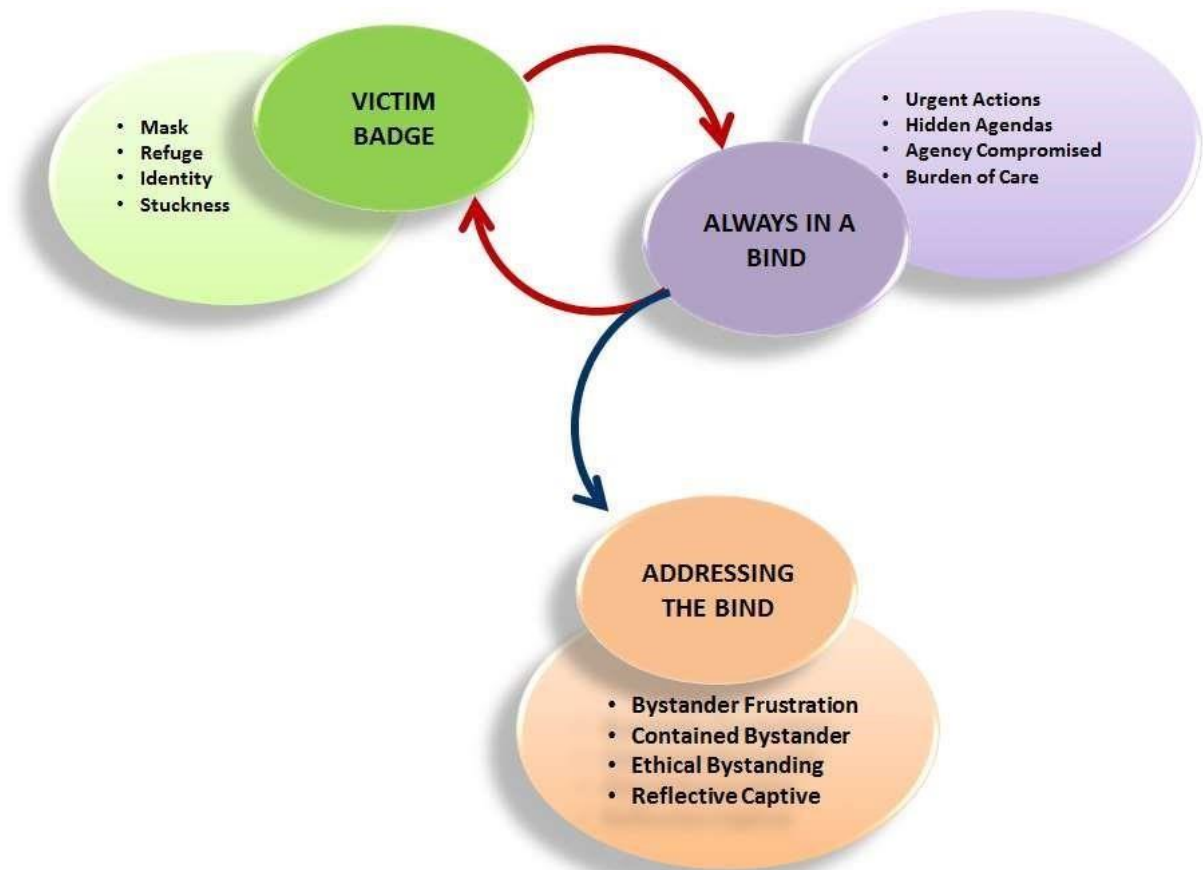 VICTIM
BADGE
• Mask
• Refuge
• Identity
• Stuckness
ALWAYS IN A
BIND
• Urgent Actions
• Hidden Agendas
• Agency Compromised
• Burden of Care
ADDRESSING
THE BIND
• Bystander Frustration
• Contained Bystander
• Ethical Bystanding
• Reflective Captive